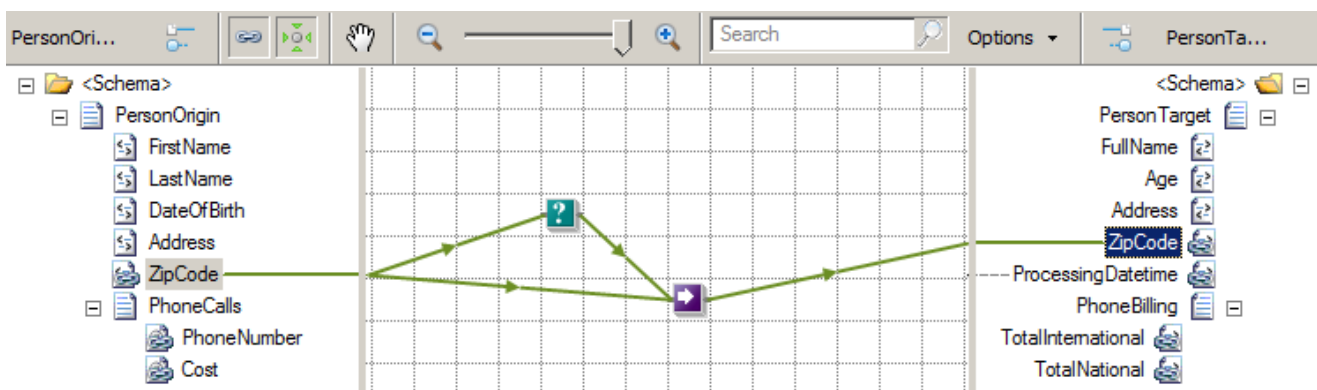 PersonOri...
Search
Options
PersonTa...
<Schema>
PersonOrigin
FirstName
LastName
DateOfBirth
Address
ZipCode
PhoneCalls
PhoneNumber
Cost
?
<Schema>
PersonTarget
FullName
Age
Address
ZipCode
ProcessingDatetime
PhoneBilling
TotalInternational
TotalNational